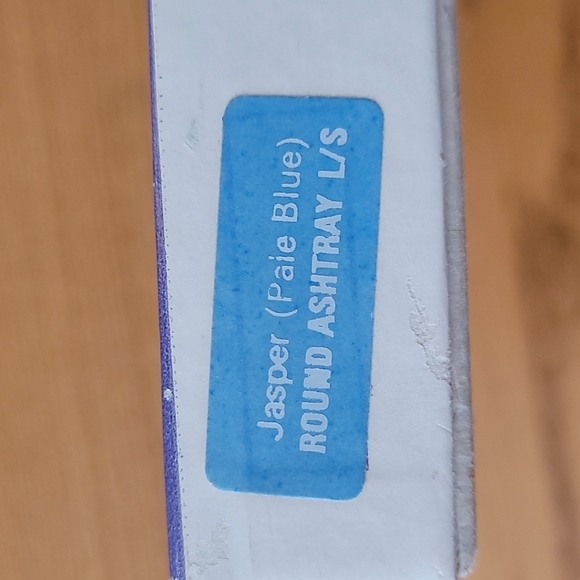 Jasper (Pale Blue)
ROUND ASHTRAY L/S